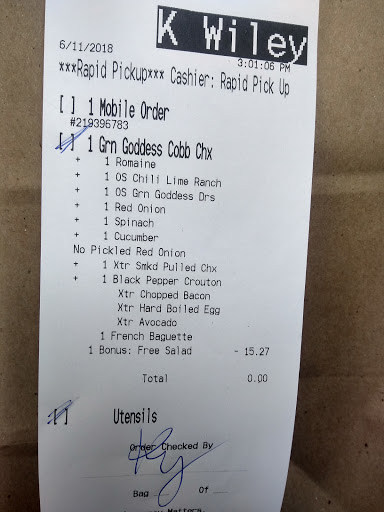 K Wiley
6/11/2018 3:01:06 PM
***Rapid Pickup*** Cashier: Rapid Pick Up
[ ] 1 Mobile Order
#219396783
[ ] 1 Grn Goddess Cobb Chx
+ 1 Romaine
+ 1 OS Chili Lime Ranch
+ 1 OS Grn Goddess Drs
+ 1 Red Onion
+ 1 Spinach
+ 1 Cucumber
No Pickled Red Onion
+ 1 Xtr Smkd Pulled Chx
+ 1 Black Pepper Crouton
Xtr Chopped Bacon
Xtr Hard Boiled Egg
Xtr Avocado
1 French Baguette
1 Bonus: Free Salad - 15.27
Total 0.00
[ ] Utensils
Order Checked By
Bag __ Of __
Matters.